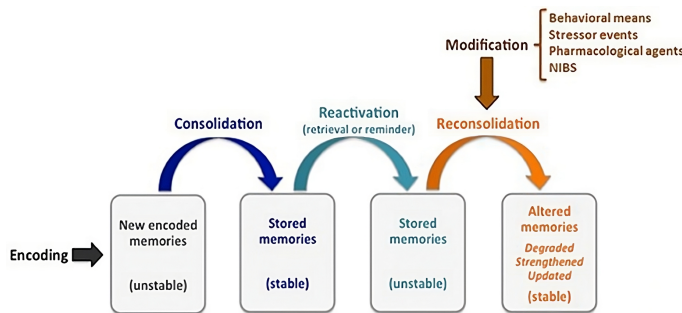 Behavioral means
Stressor events
Pharmacological agents
NIBS
Modification
Consolidation
Reactivation
(retrieval or reminder)
Reconsolidation
Encoding
New encoded
memories
(unstable)
Stored
memories
(stable)
Stored
memories
(unstable)
Altered
memories
Degraded
Strengthened
Updated
(stable)